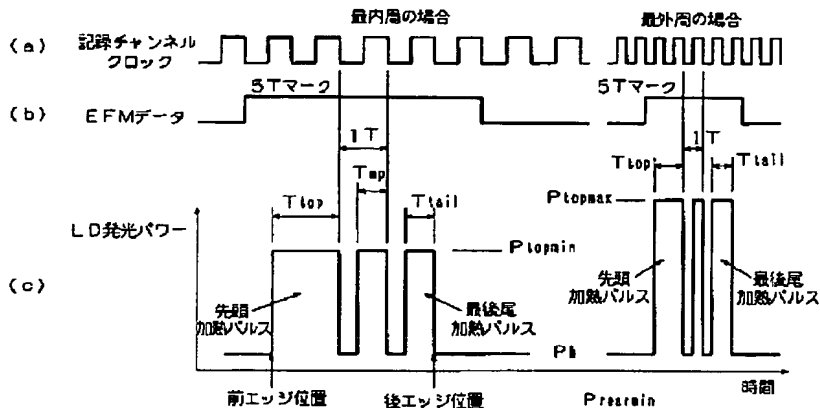 最内周の場合
最外周の場合
(a) 記録チャンネル
クロック
5Tマーク
5Tマーク
(b) EFMデータ
1T
1T
Tmp
Ttop
Ttail
Ttop
Ttail
Ptopmax
LD発光パワー
Ptopmin
(c)
先頭
加熱パルス
最後尾
加熱パルス
先頭
加熱パルス
最後尾
加熱パルス
Pb
時間
前エッジ位置
後エッジ位置
Prearmin